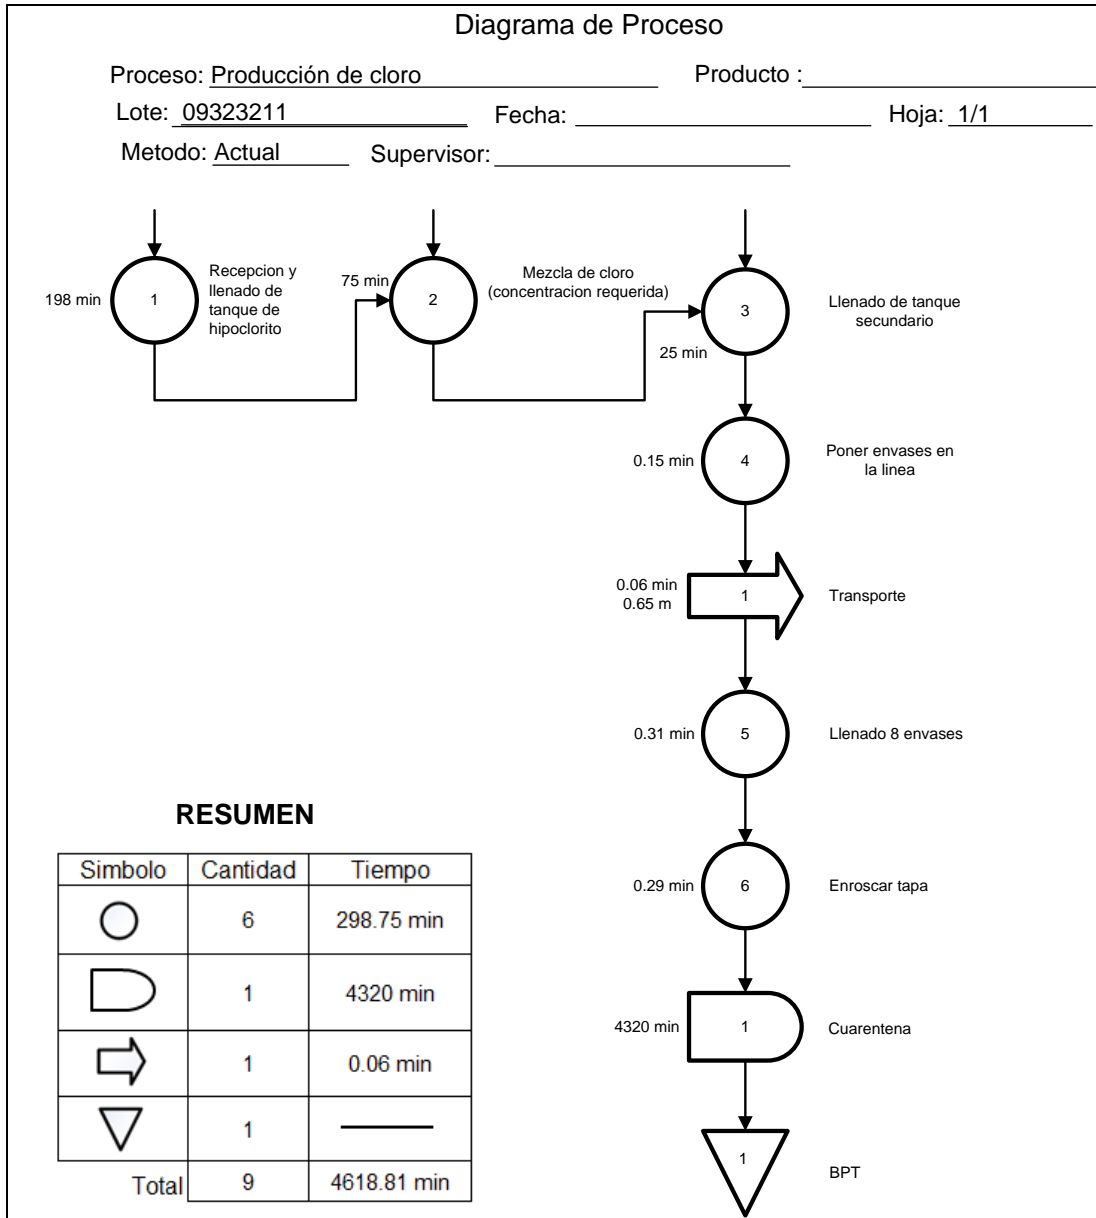 Diagrama de Proceso
Proceso: Producción de cloro Producto :
Lote: 09323211 Fecha: Hoja: 1/1
Metodo: Actual Supervisor:
198 min
1
Recepcion y
llenado de
tanque de
hipoclorito
75 min
2
Mezcla de cloro
(concentracion requerida)
3
25 min
Llenado de tanque
secundario
0.15 min
4
Poner envases en
la linea
0.06 min
0.65 m
1
Transporte
0.31 min
5
Llenado 8 envases
0.29 min
6
Enroscar tapa
4320 min
1
Cuarentena
1
BPT
RESUMEN
Simbolo Cantidad Tiempo
6 298.75 min
1 4320 min
1 0.06 min
1
Total 9 4618.81 min